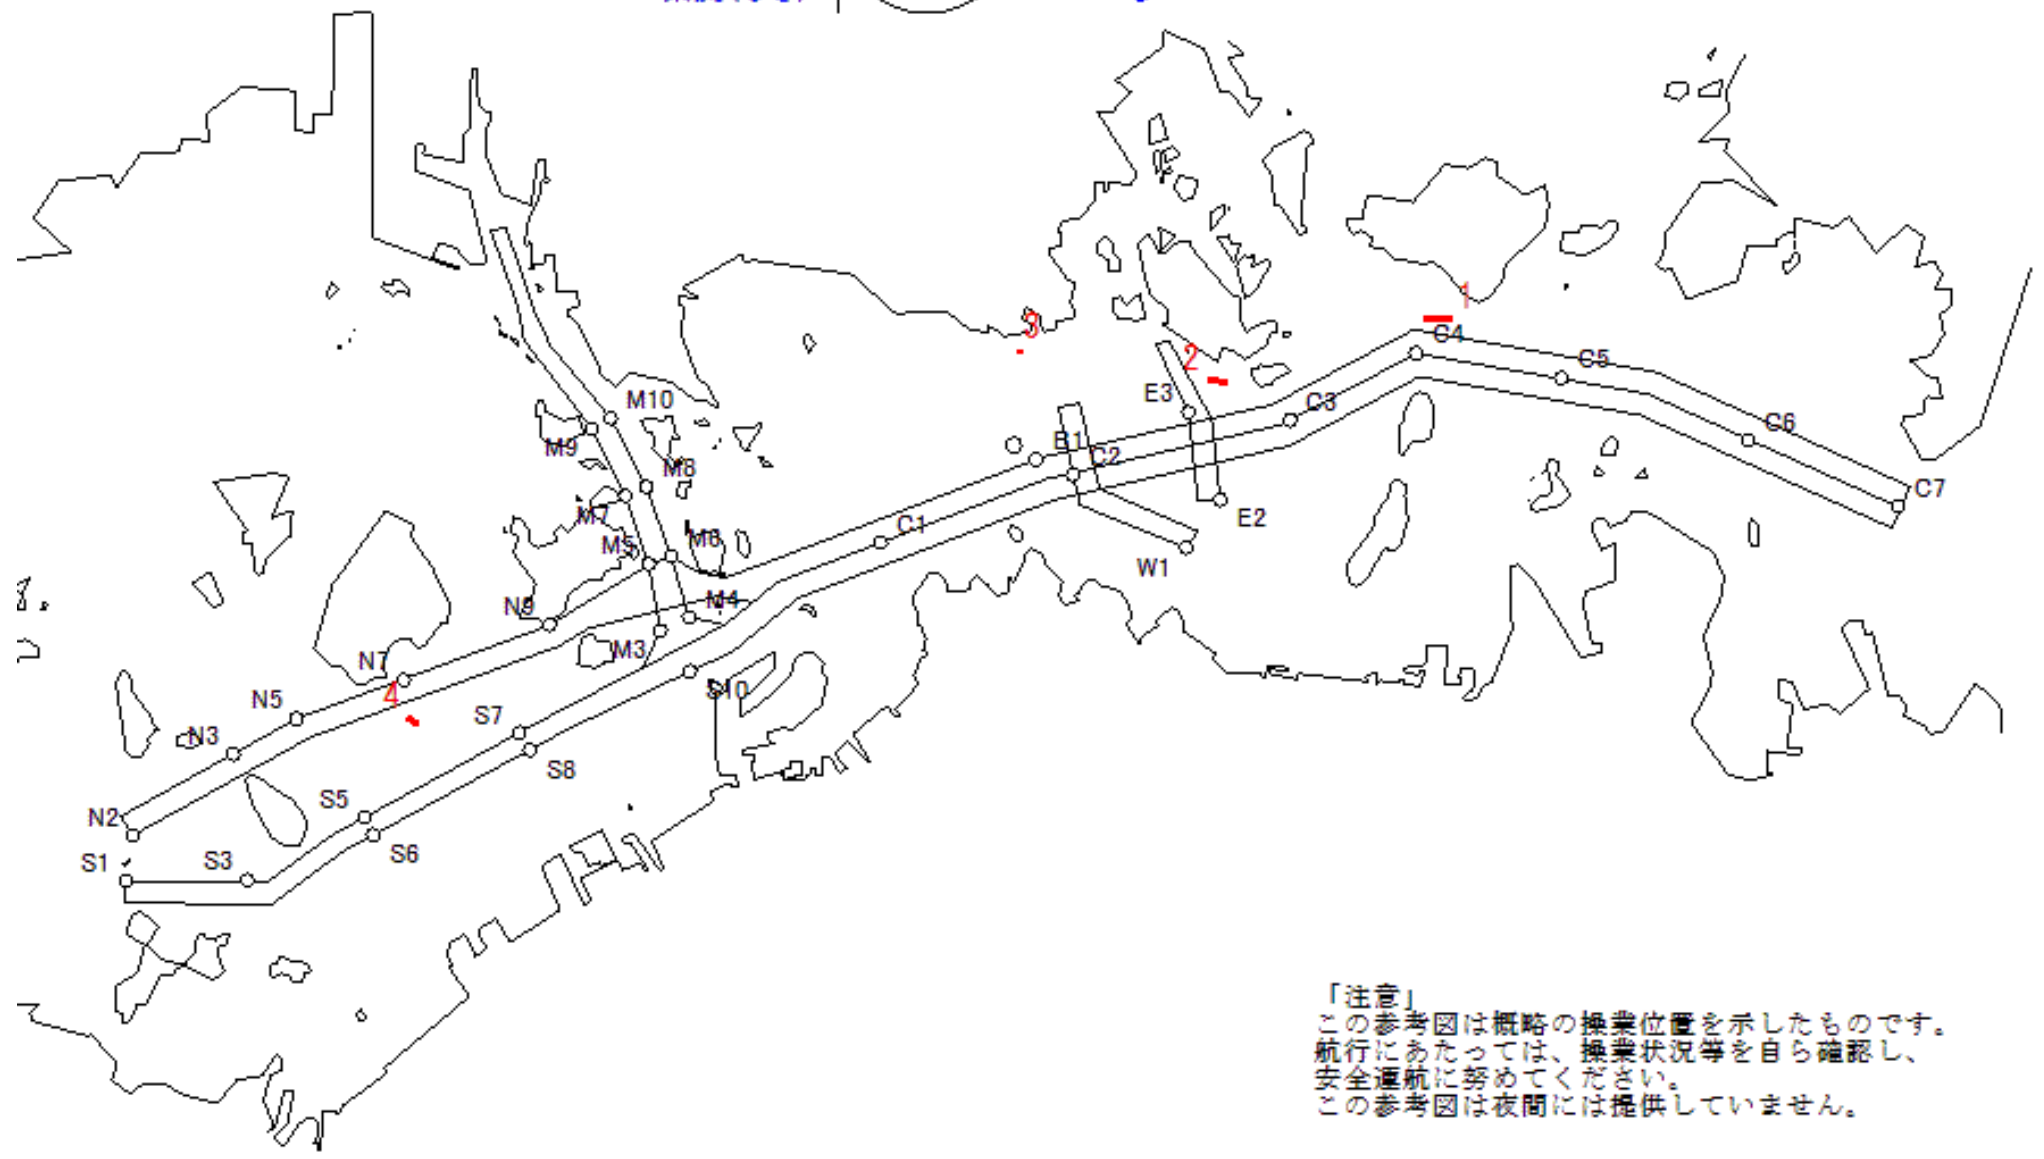 1
C4
3
2
C5
E3
C3
M10
C6
B1
M9
C2
M8
C7
M7
E2
C1
M5
M6
W1
N9
M4
M3
N7
4
S10
N5
S7
N3
S8
S5
N2
S6
S1
S3
「注意」
この参考図は概略の操業位置を示したものです。
航行にあたっては、操業状況等を自ら確認し、
安全運航に努めてください。
この参考図は夜間には提供していません。